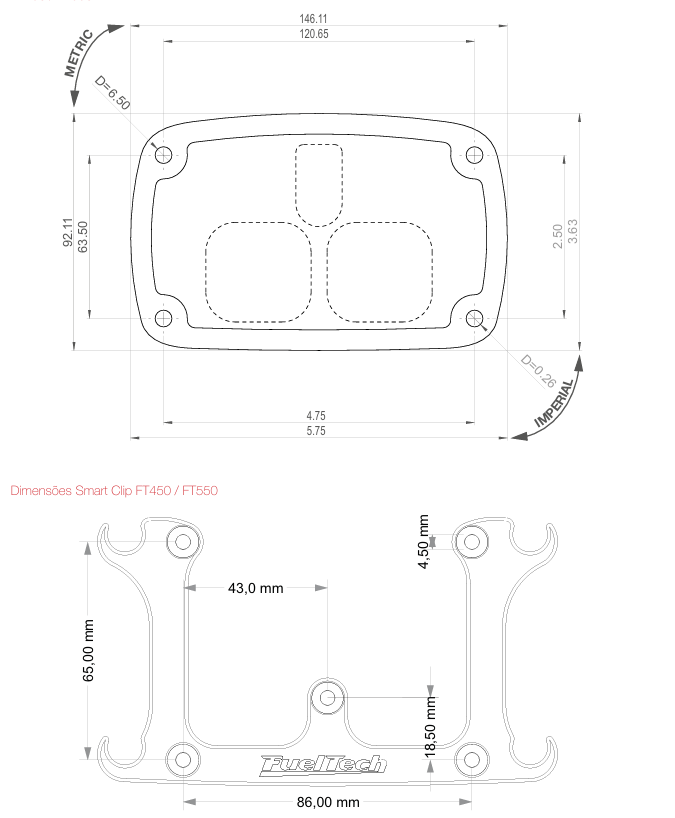 146.11
120.65
METRIC
D=6.50
92.11
63.50
2.50
3.63
D=0.26
IMPERIAL
4.75
5.75
Dimensões Smart Clip FT450 / FT550
4,50 mm
43,0 mm
65,00 mm
18,50 mm
FuelTech
86,00 mm